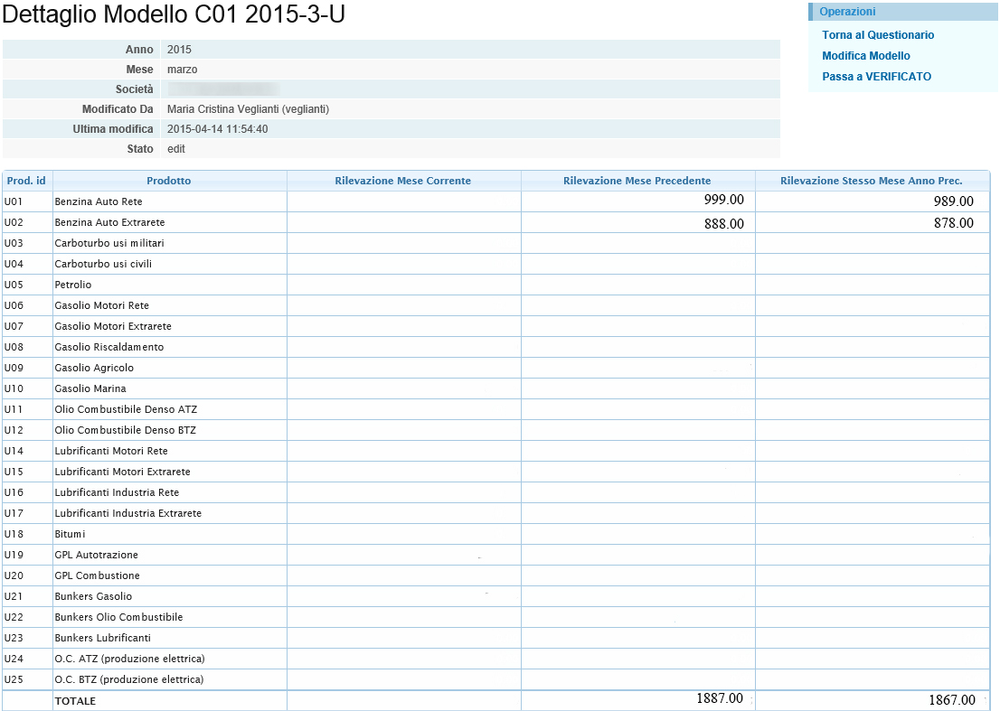 Dettaglio Modello C01 2015-3-U
Operazioni
Torna al Questionario
Modifica Modello
Passa a VERIFICATO
Anno 2015
Mese marzo
Società
Modificato Da Maria Cristina Veglianti (veglianti)
Ultima modifica 2015-04-14 11:54:40
Stato edit
Prod. id Prodotto Rilevazione Mese Corrente Rilevazione Mese Precedente Rilevazione Stesso Mese Anno Prec.
U01 Benzina Auto Rete 999.00 989.00
U02 Benzina Auto Extrarete 888.00 878.00
U03 Carboturbo usi militari
U04 Carboturbo usi civili
U05 Petrolio
U06 Gasolio Motori Rete
U07 Gasolio Motori Extrarete
U08 Gasolio Riscaldamento
U09 Gasolio Agricolo
U10 Gasolio Marina
U11 Olio Combustibile Denso ATZ
U12 Olio Combustibile Denso BTZ
U14 Lubrificanti Motori Rete
U15 Lubrificanti Motori Extrarete
U16 Lubrificanti Industria Rete
U17 Lubrificanti Industria Extrarete
U18 Bitumi
U19 GPL Autotrazione
U20 GPL Combustione
U21 Bunkers Gasolio
U22 Bunkers Olio Combustibile
U23 Bunkers Lubrificanti
U24 O.C. ATZ (produzione elettrica)
U25 O.C. BTZ (produzione elettrica)
TOTALE 1887.00 1867.00